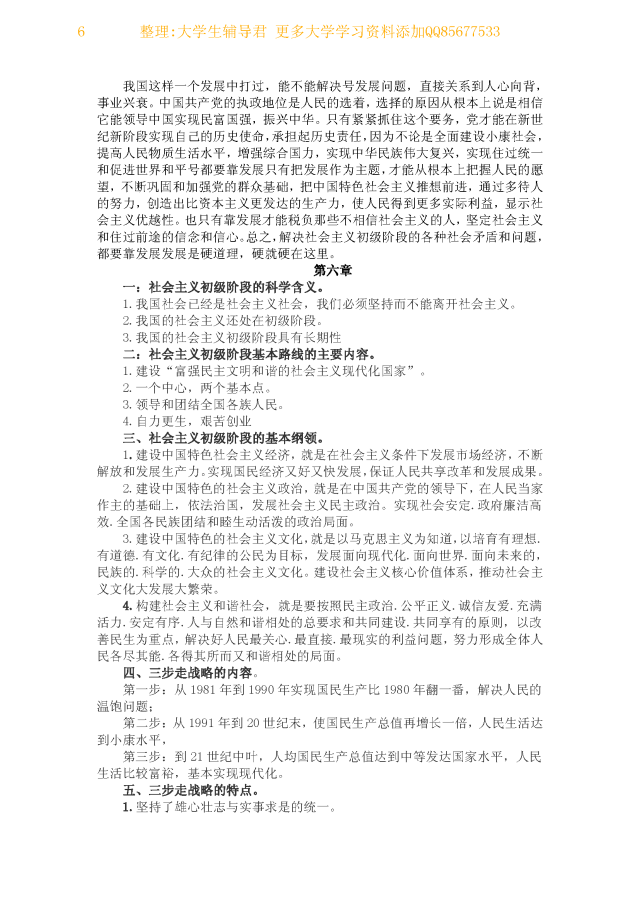 6 整理:大学生辅导君 更多大学学习资料添加QQ85677533
我国这样一个发展中打过，能不能解决号发展问题，直接关系到人心向背，
事业兴衰。中国共产党的执政地位是人民的选着，选择的原因从根本上说是相信
它能领导中国实现民富国强，振兴中华。只有紧紧抓住这个要务，党才能在新世
纪新阶段实现自己的历史使命，承担起历史责任，因为不论是全面建设小康社会，
提高人民物质生活水平，增强综合国力，实现中华民族伟大复兴，实现住过统一
和促进世界和平号都要靠发展只有把发展作为主题，才能从根本上把握人民的愿
望，不断巩固和加强党的群众基础，把中国特色社会主义推想前进，通过多待人
的努力，创造出比资本主义更发达的生产力，使人民得到更多实际利益，显示社
会主义优越性。也只有靠发展才能税负那些不相信社会主义的人，坚定社会主义
和住过前途的信念和信心。总之，解决社会主义初级阶段的各种社会矛盾和问题，
都要靠发展发展是硬道理，硬就硬在这里。
第六章
一：社会主义初级阶段的科学含义。
1.我国社会已经是社会主义社会，我们必须坚持而不能离开社会主义。
2.我国的社会主义还处在初级阶段。
3.我国的社会主义初级阶段具有长期性
二：社会主义初级阶段基本路线的主要内容。
1.建设“富强民主文明和谐的社会主义现代化国家”。
2.一个中心，两个基本点。
3.领导和团结全国各族人民。
4.自力更生，艰苦创业
三、社会主义初级阶段的基本纲领。
1.建设中国特色社会主义经济，就是在社会主义条件下发展市场经济，不断
解放和发展生产力。实现国民经济又好又快发展，保证人民共享改革和发展成果。
2.建设中国特色的社会主义政治，就是在中国共产党的领导下，在人民当家
作主的基础上，依法治国，发展社会主义民主政治。实现社会安定.政府廉洁高
效.全国各民族团结和睦生动活泼的政治局面。
3.建设中国特色的社会主义文化，就是以马克思主义为知道，以培育有理想.
有道德.有文化.有纪律的公民为目标，发展面向现代化.面向世界.面向未来的，
民族的.科学的.大众的社会主义文化。建设社会主义核心价值体系，推动社会主
义文化大发展大繁荣。
4.构建社会主义和谐社会，就是要按照民主政治.公平正义.诚信友爱.充满
活力.安定有序.人与自然和谐相处的总要求和共同建设.共同享有的原则，以改
善民生为重点，解决好人民最关心.最直接.最现实的利益问题，努力形成全体人
民各尽其能.各得其所而又和谐相处的局面。
四、三步走战略的内容。
第一步：从1981年到1990年实现国民生产比1980年翻一番，解决人民的
温饱问题；
第二步：从1991年到20世纪末，使国民生产总值再增长一倍，人民生活达
到小康水平，
第三步：到21世纪中叶，人均国民生产总值达到中等发达国家水平，人民
生活比较富裕，基本实现现代化。
五、三步走战略的特点。
1.坚持了雄心壮志与实事求是的统一。